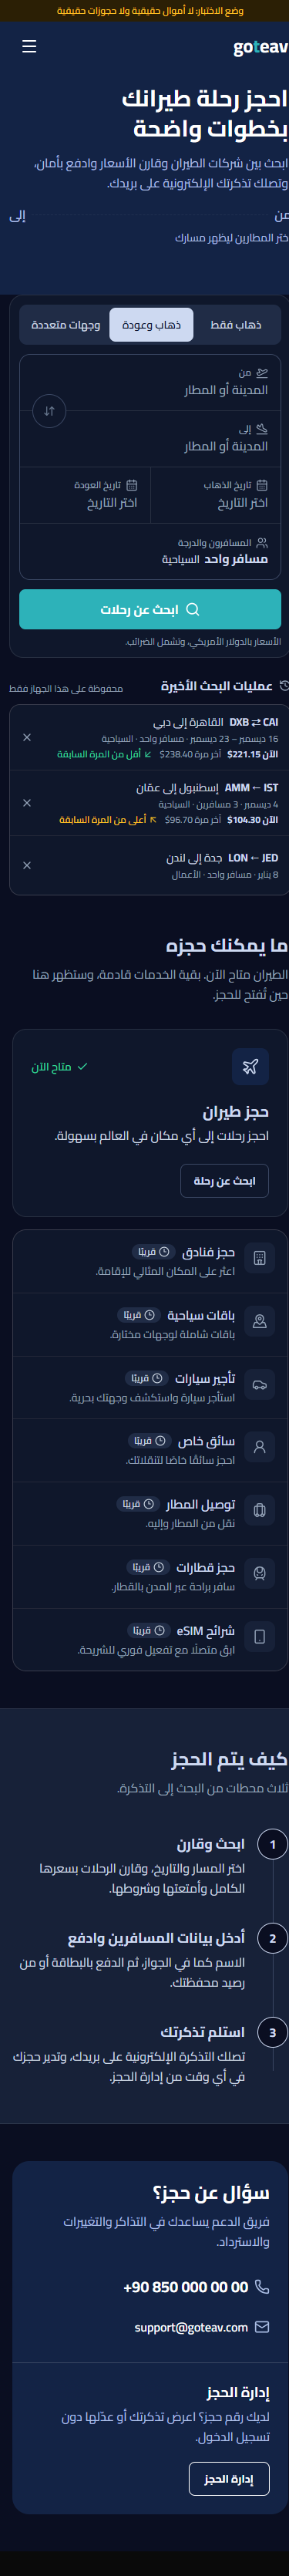 وضع الاختبار: لا أموال حقيقية ولا حجوزات حقيقية
goteav
احجز رحلة طيرانك
بخطوات واضحة
ابحث بين شركات الطيران وقارن الأسعار وادفع بأمان،
وتصلك تذكرتك الإلكترونية على بريدك.
من
إلى
ختر المطارين ليظهر مسارك
ذهاب فقط
ذهاب وعودة
وجهات متعددة
من
المدينة أو المطار
إلى
المدينة أو المطار
تاريخ الذهاب
اختر التاريخ
تاريخ العودة
اختر التاريخ
المسافرون والدرجة
مسافر واحد السياحية
ابحث عن رحلات
الأسعار بالدولار الأمريكي، وتشمل الضرائب.
عمليات البحث الأخيرة
محفوظة على هذا الجهاز فقط
DXB ⇄ CAI القاهرة إلى دبي
16 ديسمبر – 23 ديسمبر · مسافر واحد · السياحية
الآن $221.15 آخر مرة $238.40 ↙ أقل من المرة السابقة
AMM ← IST إسطنبول إلى عمّان
4 ديسمبر · 3 مسافرين · السياحية
الآن $104.30 آخر مرة $96.70 ↖ أعلى من المرة السابقة
LON ← JED جدة إلى لندن
8 يناير · مسافر واحد · الأعمال
ما يمكنك حجزه
الطيران متاح الآن. بقية الخدمات قادمة، وستظهر هنا
حين تُفتح للحجز.
متاح الآن
حجز طيران
احجز رحلات إلى أي مكان في العالم بسهولة.
ابحث عن رحلة
حجز فنادق قريبًا
اعثر على المكان المثالي للإقامة.
باقات سياحية قريبًا
باقات شاملة لوجهات مختارة.
تأجير سيارات قريبًا
استأجر سيارة واستكشف وجهتك بحرية.
سائق خاص قريبًا
احجز سائقًا خاصًا لتنقلاتك.
توصيل المطار قريبًا
نقل من المطار وإليه.
حجز قطارات قريبًا
سافر براحة عبر المدن بالقطار.
شرائح eSIM قريبًا
ابقَ متصلًا مع تفعيل فوري للشريحة.
كيف يتم الحجز
ثلاث محطات من البحث إلى التذكرة.
1
ابحث وقارن
اختر المسار والتاريخ، وقارن الرحلات بسعرها
الكامل وأمتعتها وشروطها.
2
أدخل بيانات المسافرين وادفع
الاسم كما في الجواز، ثم الدفع بالبطاقة أو من
رصيد محفظتك.
3
استلم تذكرتك
تصلك التذكرة الإلكترونية على بريدك، وتدير حجزك
في أي وقت من إدارة الحجز.
سؤال عن حجز؟
فريق الدعم يساعدك في التذاكر والتغييرات
والاسترداد.
+90 850 000 00 00
support@goteav.com
إدارة الحجز
لديك رقم حجز؟ اعرض تذكرتك أو عدّلها دون
تسجيل الدخول.
إدارة الحجز